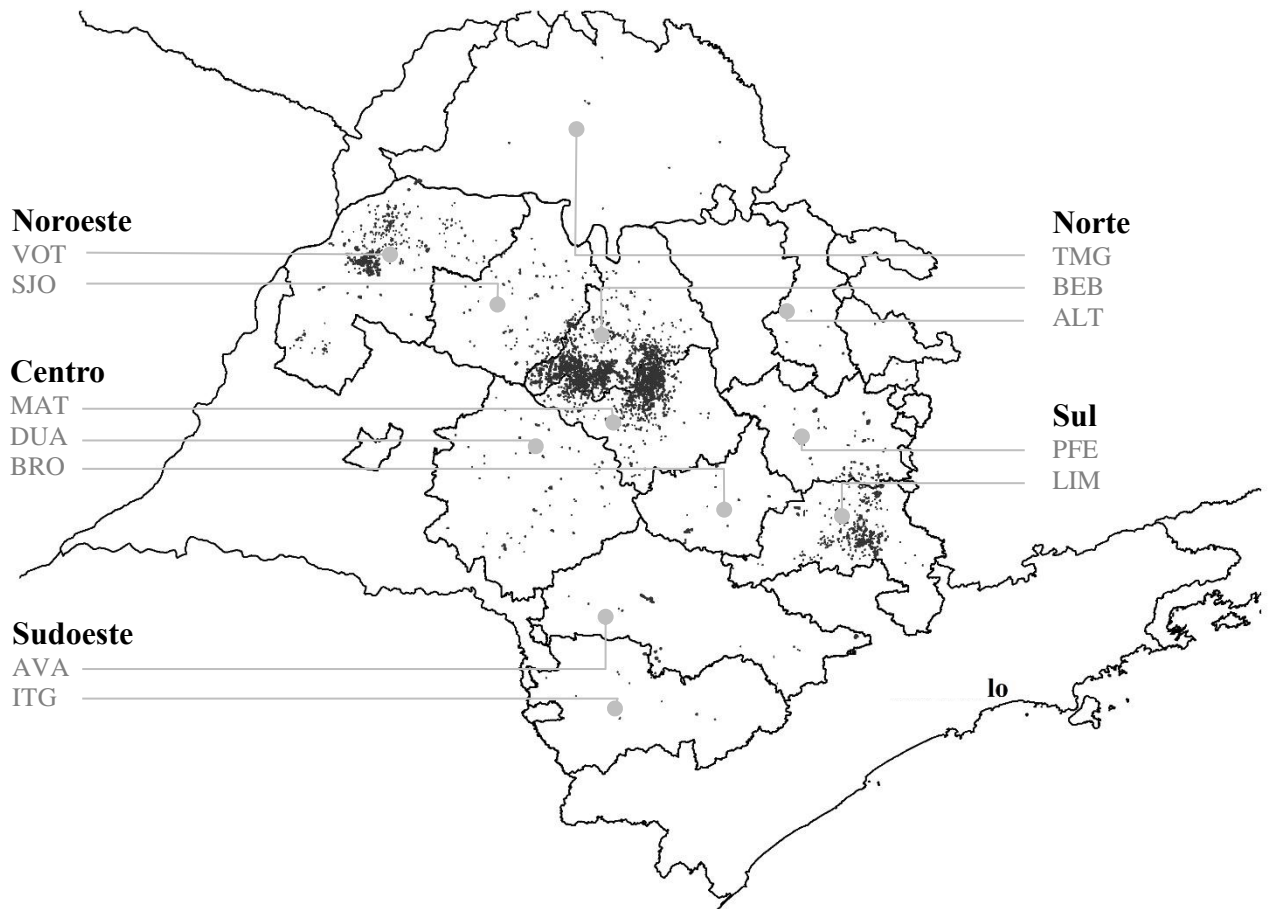 Noroeste
VOT
SJO
Centro
MAT
DUA
BRO
Sudoeste
AVA
ITG
Norte
TMG
BEB
ALT
Sul
PFE
LIM
lo